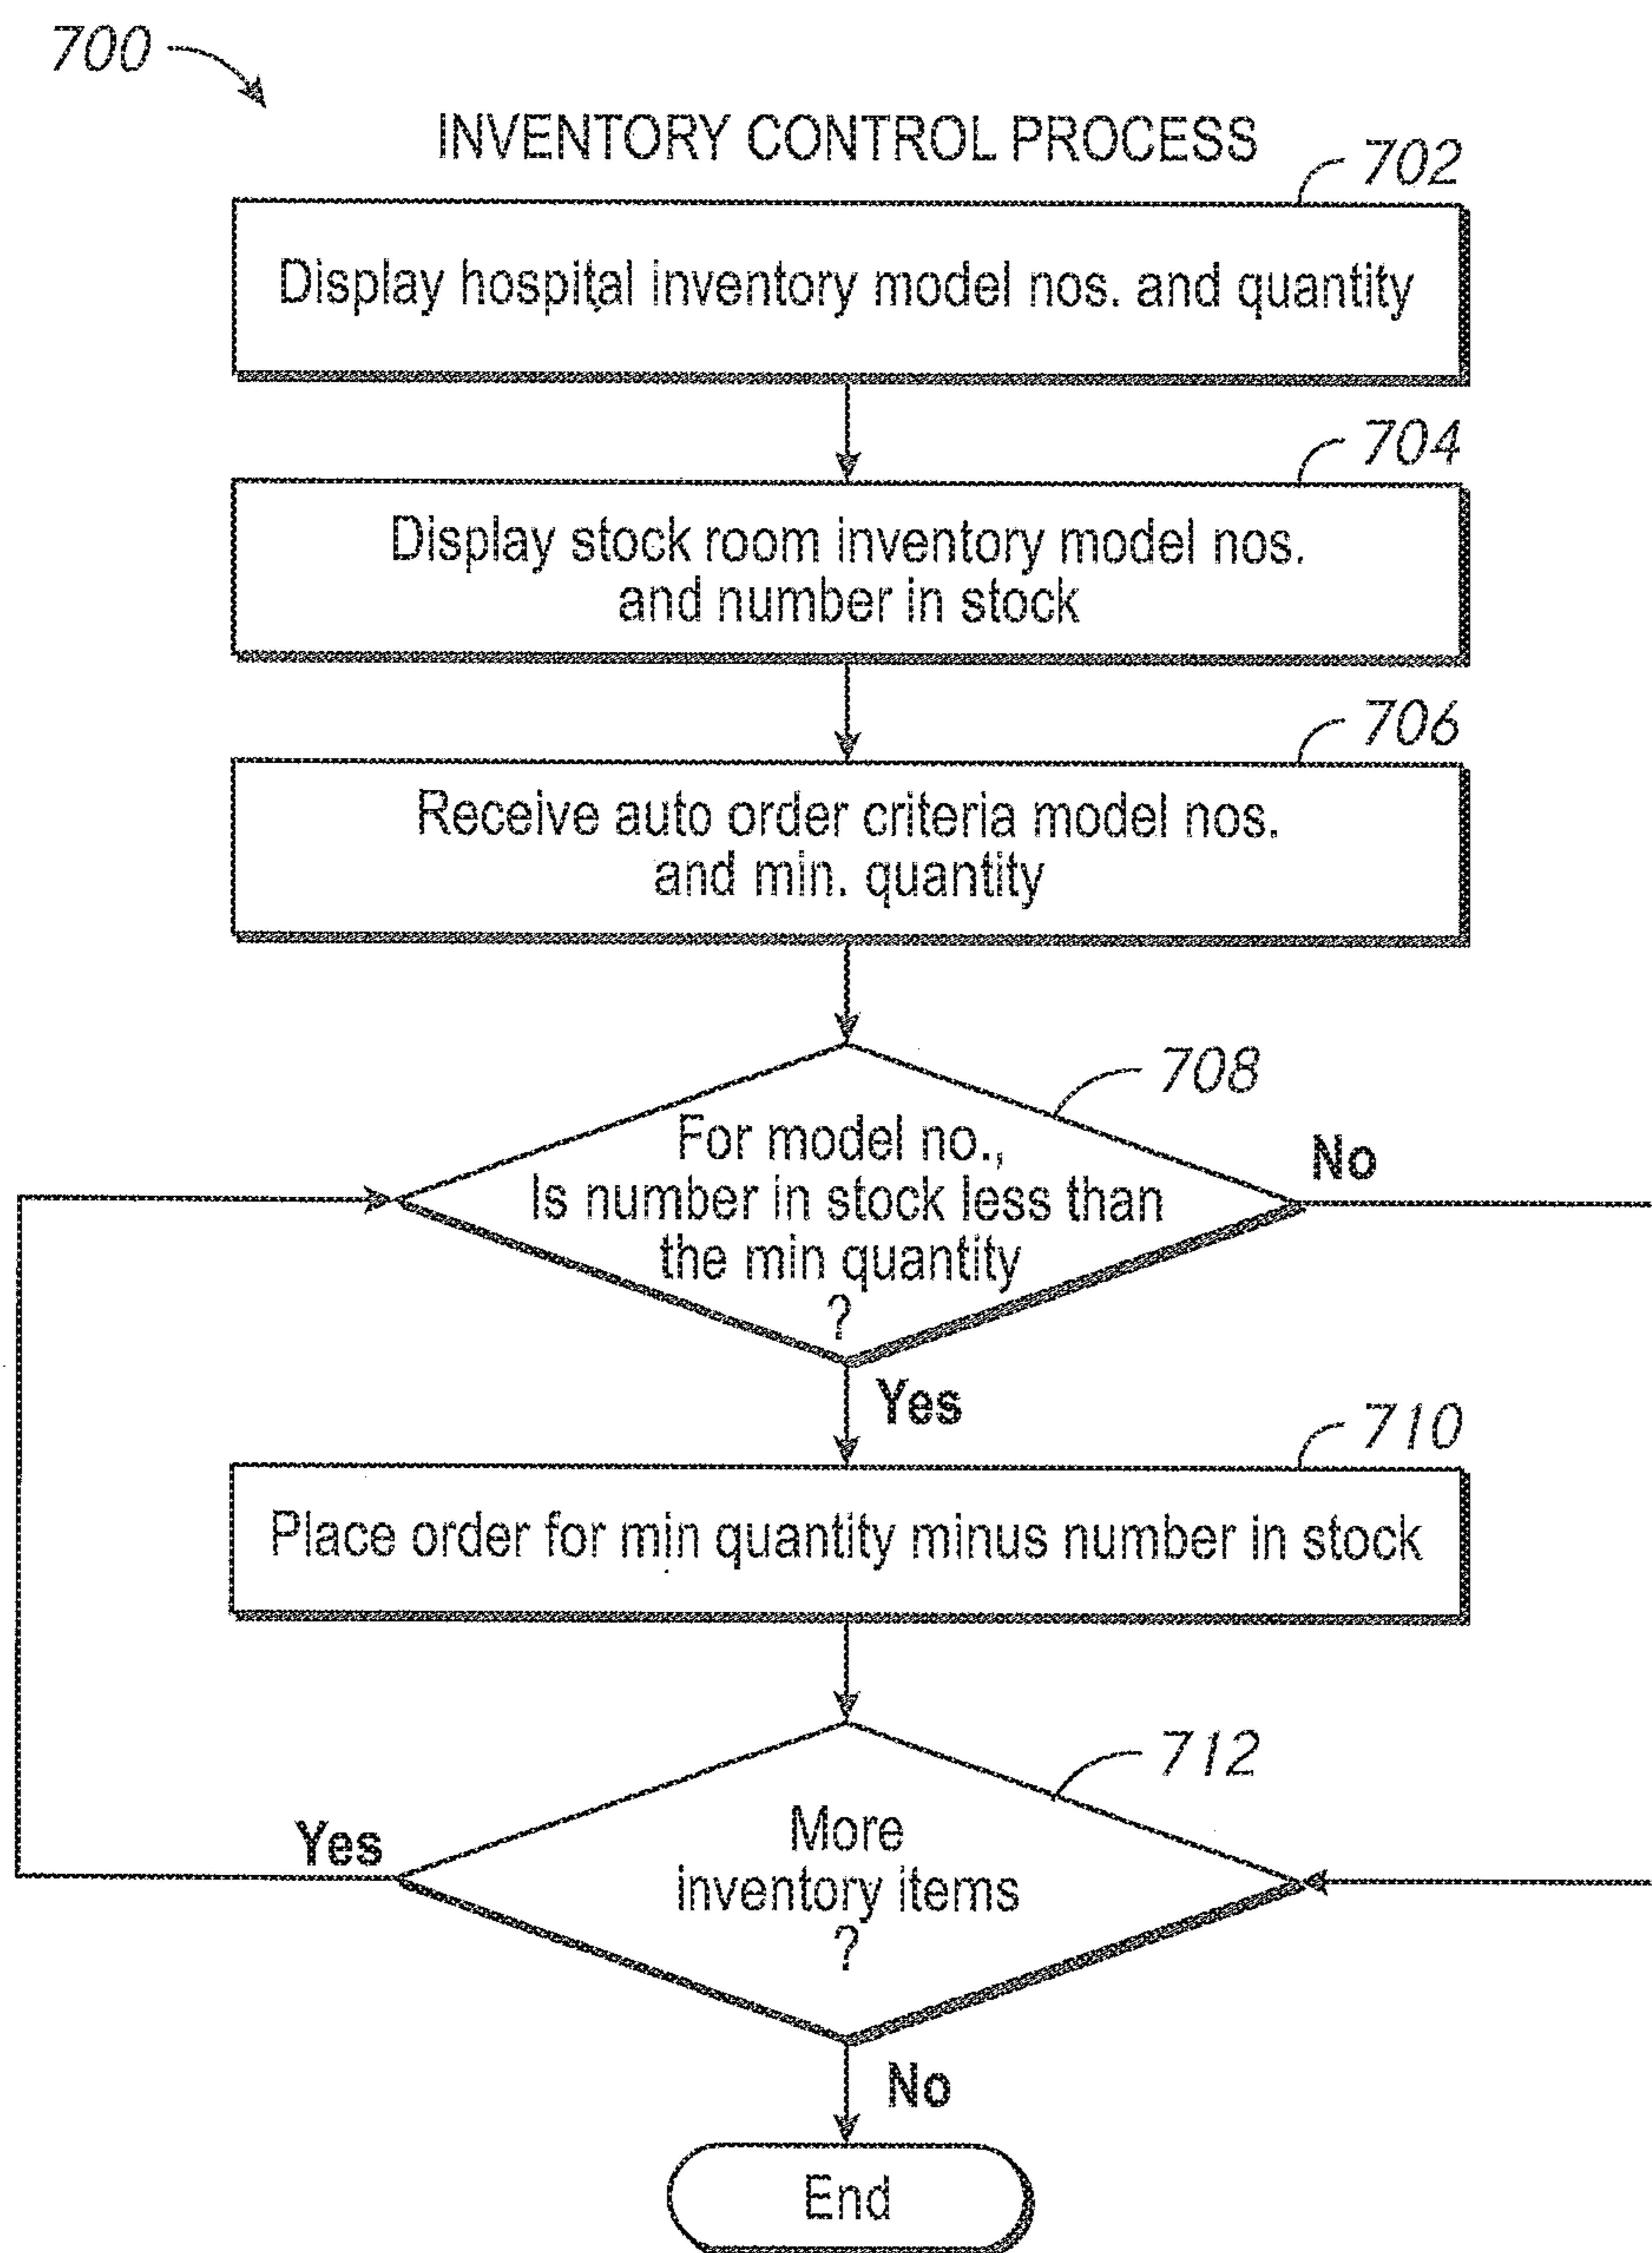 700
INVENTORY CONTROL PROCESS
702
Display hospital inventory model nos. and quantity
704
Display stock room inventory model nos.
and number in stock
706
Receive auto order criteria model nos.
and min. quantity
708
For model no.,
Is number in stock less than
the min quantity
?
No
Yes
710
Place order for min quantity minus number in stock
712
More
inventory items
?
Yes
No
End